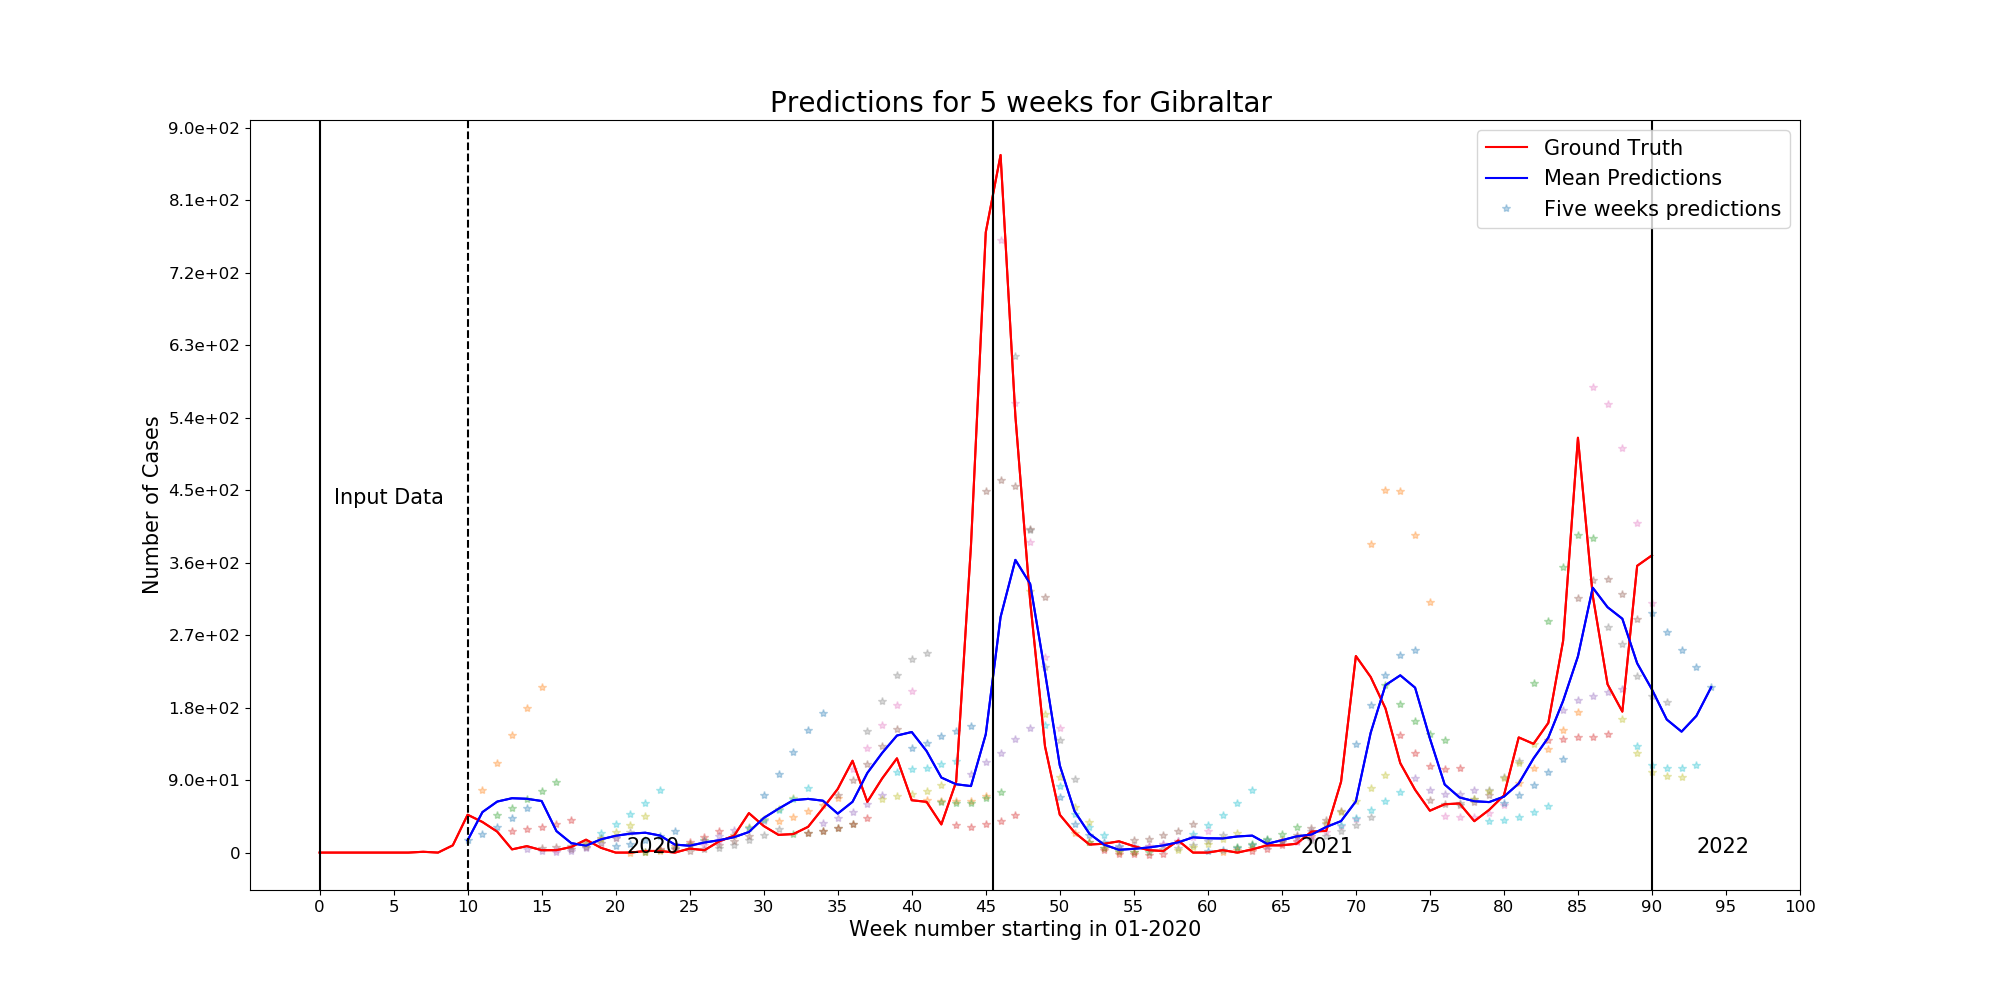 Predictions for 5 weeks for Gibraltar
9.0e+02
8.1e+02
7.2e+02
6.3e+02
5.4e+02
4.5e+02
3.6e+02
2.7e+02
1.8e+02
9.0e+01
0
Number of Cases
Ground Truth
Mean Predictions
Five weeks predictions
Input Data
2020 2021 2022
0 5 10 15 20 25 30 35 40 45 50 55 60 65 70 75 80 85 90 95 100
Week number starting in 01-2020